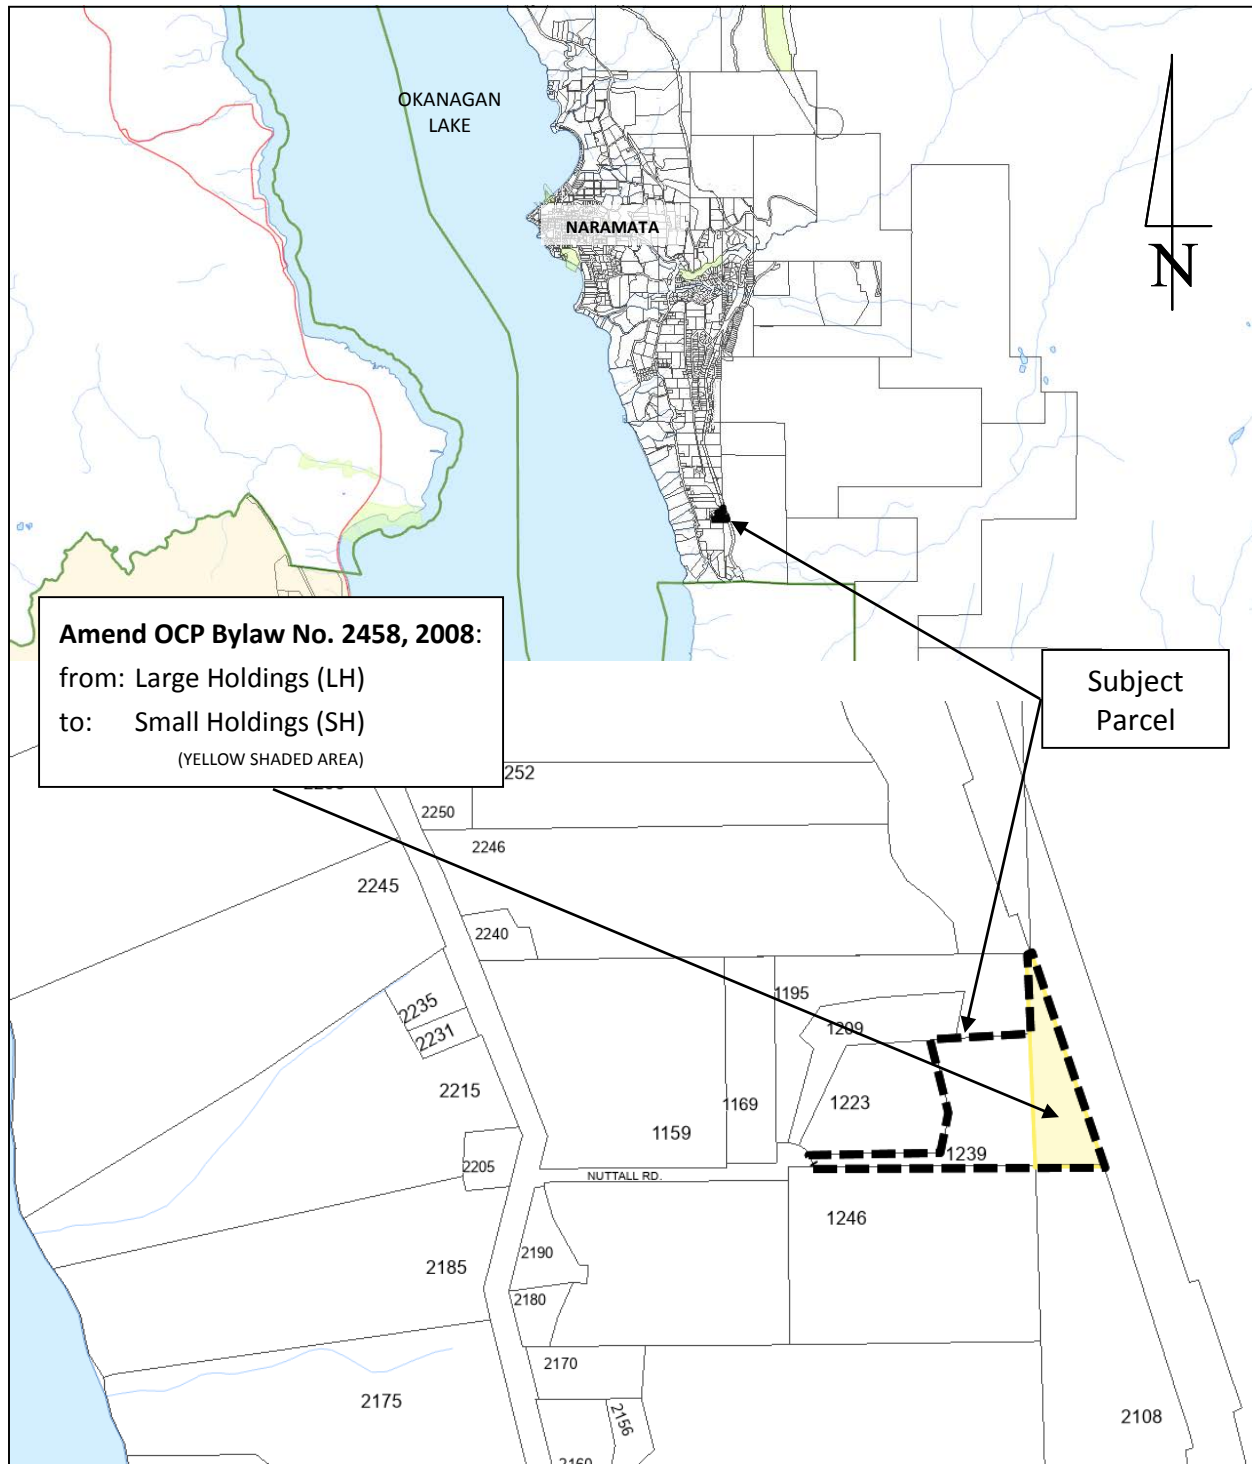 OKANAGAN
LAKE
NARAMATA
N
Amend OCP Bylaw No. 2458, 2008:
from: Large Holdings (LH)
to: Small Holdings (SH)
(YELLOW SHADED AREA)
Subject
Parcel
252
2250
2246
2245
2240
2235
2231
2215
2205
1195
1209
1223
1169
1159
1239
NUTTALL RD.
1246
2190
2185
2180
2170
2175
2156
2160
2108